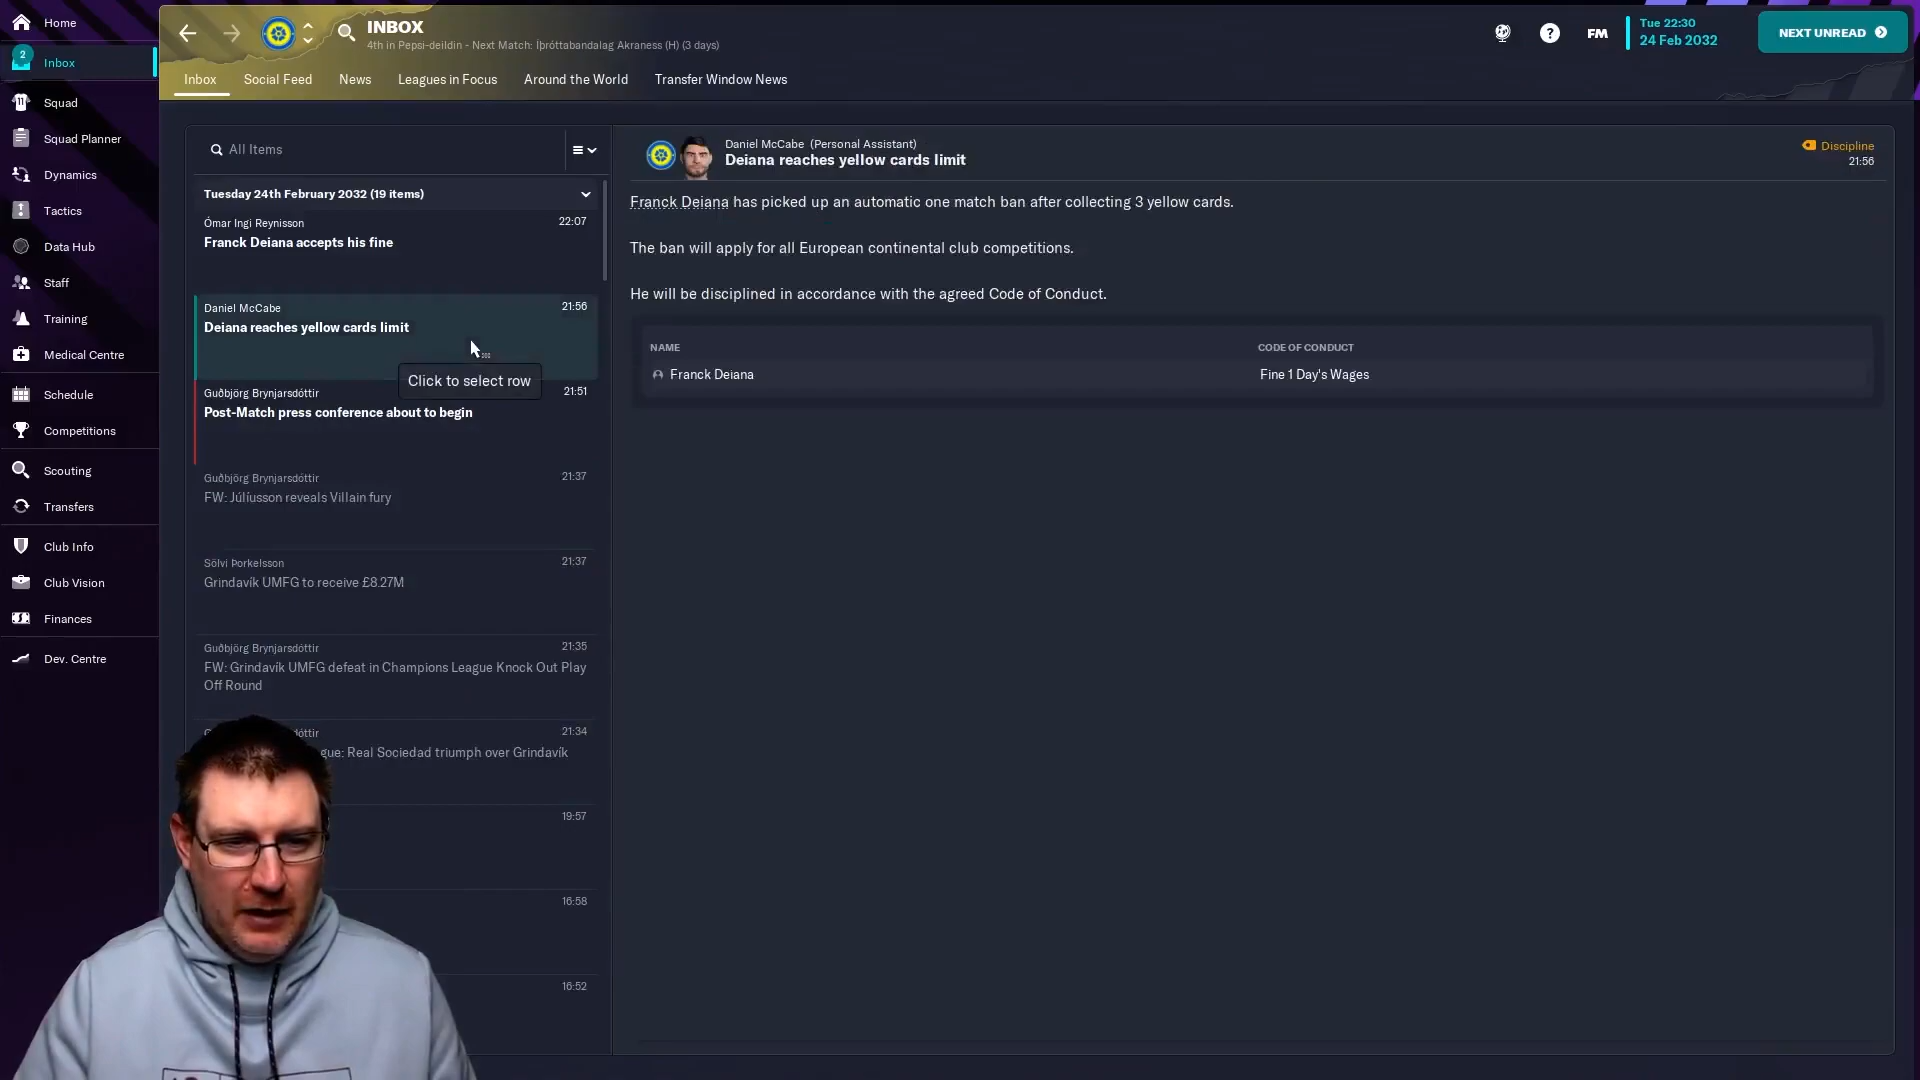 Home
2
Inbox
Squad
Squad Planner
Dynamics
Tactics
Data Hub
Staff
Training
Medical Centre
Schedule
Competitions
Scouting
Transfers
Club Info
Club Vision
Finances
Dev. Centre
INBOX
4th in Pepsi-deildin - Next Match: Íþróttabandalag Akraness (H) (3 days)
FM
Tue 22:30
24 Feb 2032
NEXT UNREAD
Inbox
Social Feed
News
Leagues in Focus
Around the World
Transfer Window News
All Items
Tuesday 24th February 2032 (19 items)
Ómar Ingi Reynisson 22:07
Franck Deiana accepts his fine
Daniel McCabe 21:56
Deiana reaches yellow cards limit
Click to select row
Guðbjörg Brynjarsdóttir 21:51
Post-Match press conference about to begin
Guðbjörg Brynjarsdóttir 21:37
FW: Júlíusson reveals Villain fury
Sölvi Þorkelsson 21:37
Grindavík UMFG to receive £8.27M
Guðbjörg Brynjarsdóttir 21:35
FW: Grindavík UMFG defeat in Champions League Knock Out Play
Off Round
21:34
Real Sociedad triumph over Grindavík
19:57
16:58
16:52
Daniel McCabe (Personal Assistant)
Deiana reaches yellow cards limit
Discipline
21:56
Franck Deiana has picked up an automatic one match ban after collecting 3 yellow cards.
The ban will apply for all European continental club competitions.
He will be disciplined in accordance with the agreed Code of Conduct.
NAME CODE OF CONDUCT
Franck Deiana Fine 1 Day's Wages